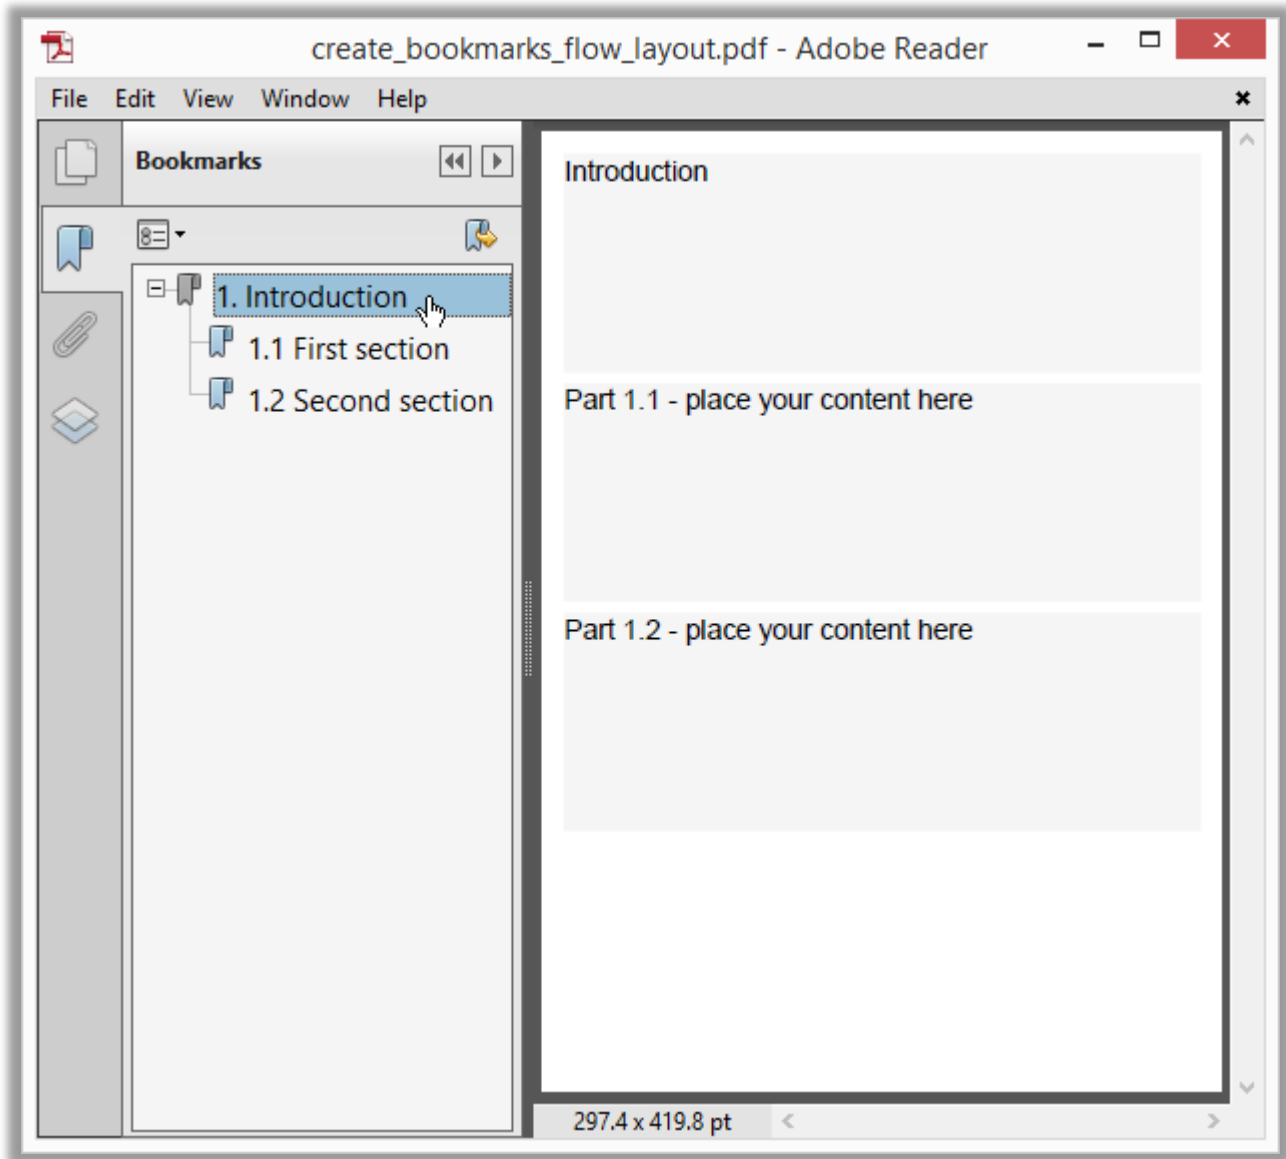 create_bookmarks_flow_layout.pdf - Adobe Reader
File Edit View Window Help
Bookmarks
1. Introduction
1.1 First section
1.2 Second section
Introduction
Part 1.1 - place your content here
Part 1.2 - place your content here
297.4 x 419.8 pt